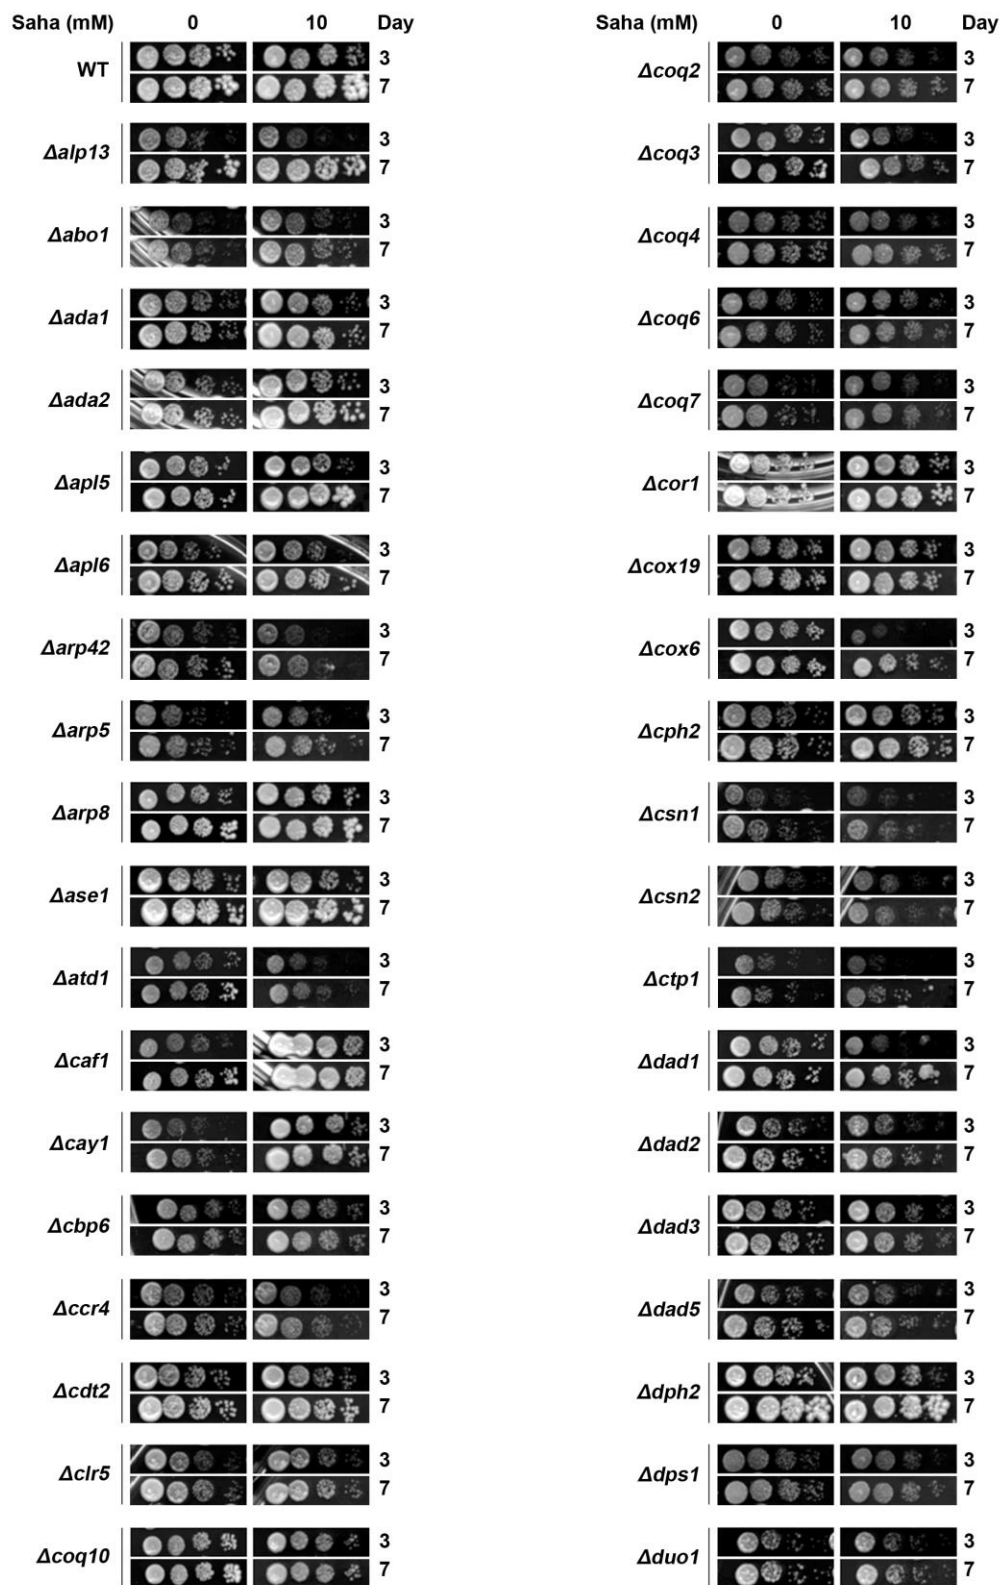 Saha (mM) 0 10 Day
WT 3
7
Δalp13 3
7
Δabo1 3
7
Δada1 3
7
Δada2 3
7
Δapl5 3
7
Δapl6 3
7
Δarp42 3
7
Δarp5 3
7
Δarp8 3
7
Δase1 3
7
Δatd1 3
7
Δcaf1 3
7
Δcay1 3
7
Δcbp6 3
7
Δccr4 3
7
Δcdt2 3
7
Δclr5 3
7
Δcoq10 3
7
Saha (mM) 0 10 Day
Δcoq2 3
7
Δcoq3 3
7
Δcoq4 3
7
Δcoq6 3
7
Δcoq7 3
7
Δcor1 3
7
Δcox19 3
7
Δcox6 3
7
Δcph2 3
7
Δcsn1 3
7
Δcsn2 3
7
Δctp1 3
7
Δdad1 3
7
Δdad2 3
7
Δdad3 3
7
Δdad5 3
7
Δdph2 3
7
Δdps1 3
7
Δduo1 3
7